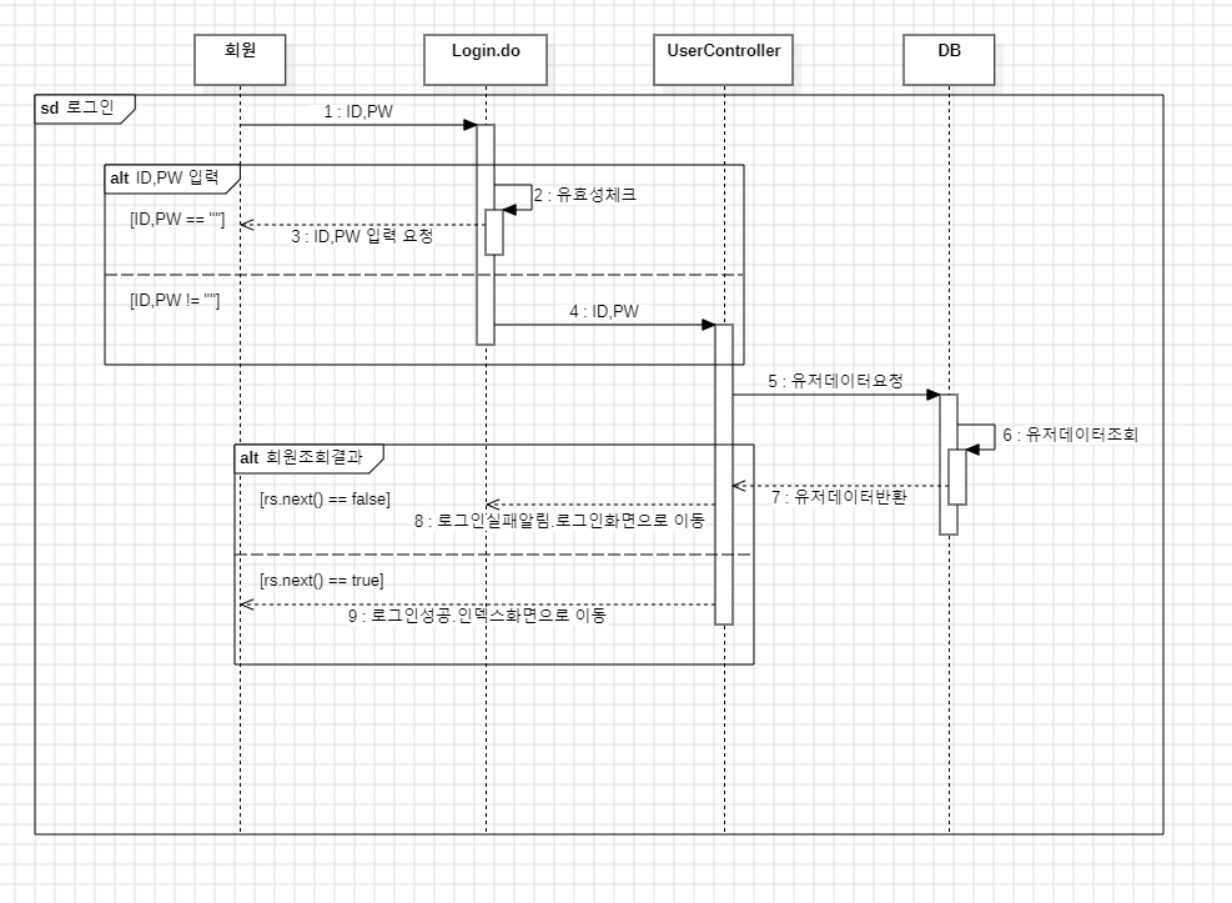 회원
Login.do
UserController
DB
sd 로그인
1 : ID,PW
alt ID,PW 입력
2 : 유효성체크
[ID,PW == ""]
3 : ID,PW 입력 요청
[ID,PW != ""]
4 : ID,PW
5 : 유저데이터요청
6 : 유저데이터조회
alt 회원조회결과
7 : 유저데이터반환
[rs.next() == false]
8 : 로그인실패알림.로그인화면으로 이동
[rs.next() == true]
9 : 로그인성공.인덱스화면으로 이동